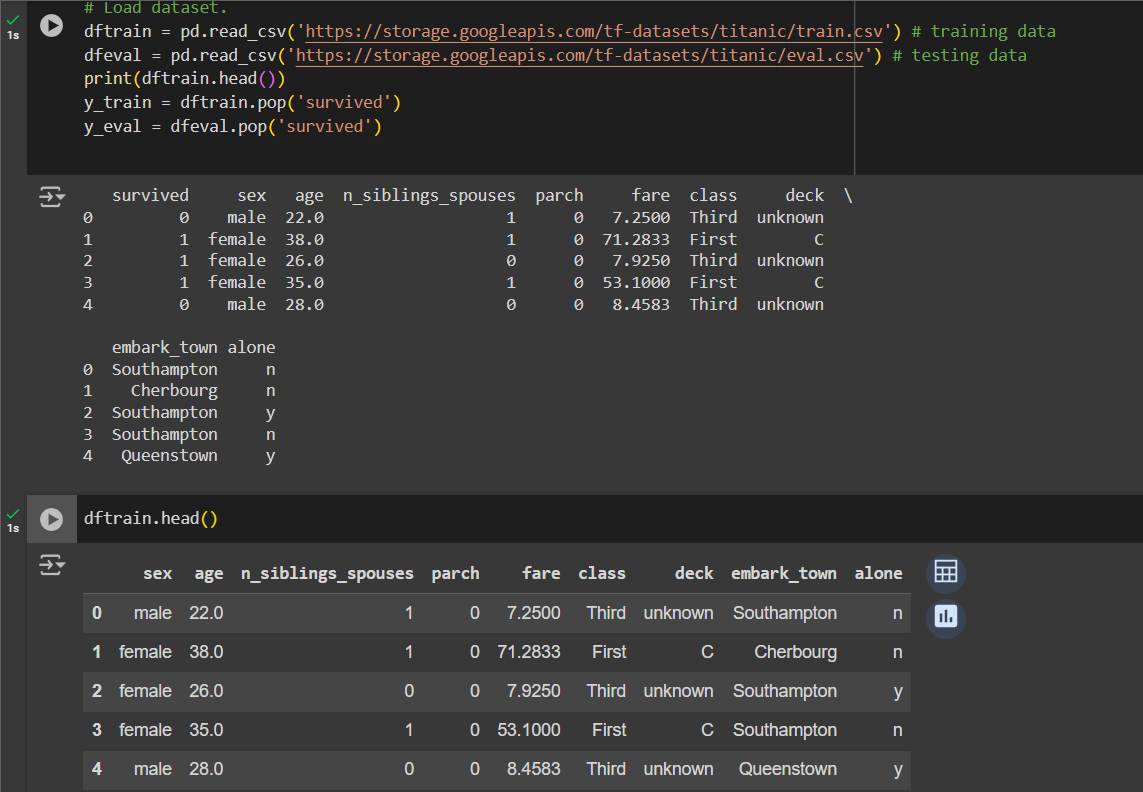 # Load dataset.
1s
dftrain = pd.read_csv('https://storage.googleapis.com/tf-datasets/titanic/train.csv') # training data
dfeval = pd.read_csv('https://storage.googleapis.com/tf-datasets/titanic/eval.csv') # testing data
print(dftrain.head())
y_train = dftrain.pop('survived')
y_eval = dfeval.pop('survived')
survived sex age n_siblings_spouses parch fare class deck \
0 0 male 22.0 1 0 7.2500 Third unknown
1 1 female 38.0 1 0 71.2833 First C
2 1 female 26.0 0 0 7.9250 Third unknown
3 1 female 35.0 1 0 53.1000 First C
4 0 male 28.0 0 0 8.4583 Third unknown
embark_town alone
0 Southampton n
1 Cherbourg n
2 Southampton y
3 Southampton n
4 Queenstown y
1s
dftrain.head()
sex age n_siblings_spouses parch fare class deck embark_town alone
0 male 22.0 1 0 7.2500 Third unknown Southampton n
1 female 38.0 1 0 71.2833 First C Cherbourg n
2 female 26.0 0 0 7.9250 Third unknown Southampton y
3 female 35.0 1 0 53.1000 First C Southampton n
4 male 28.0 0 0 8.4583 Third unknown Queenstown y